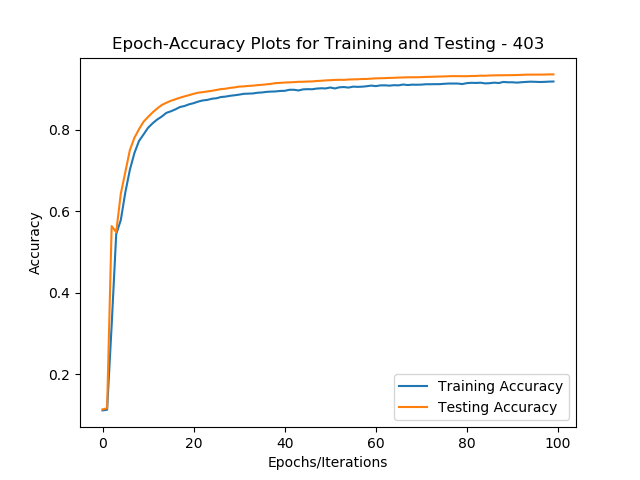 Epoch-Accuracy Plots for Training and Testing - 403
Accuracy
0.8
0.6
0.4
0.2
0 20 40 60 80 100
Epochs/Iterations
Training Accuracy
Testing Accuracy